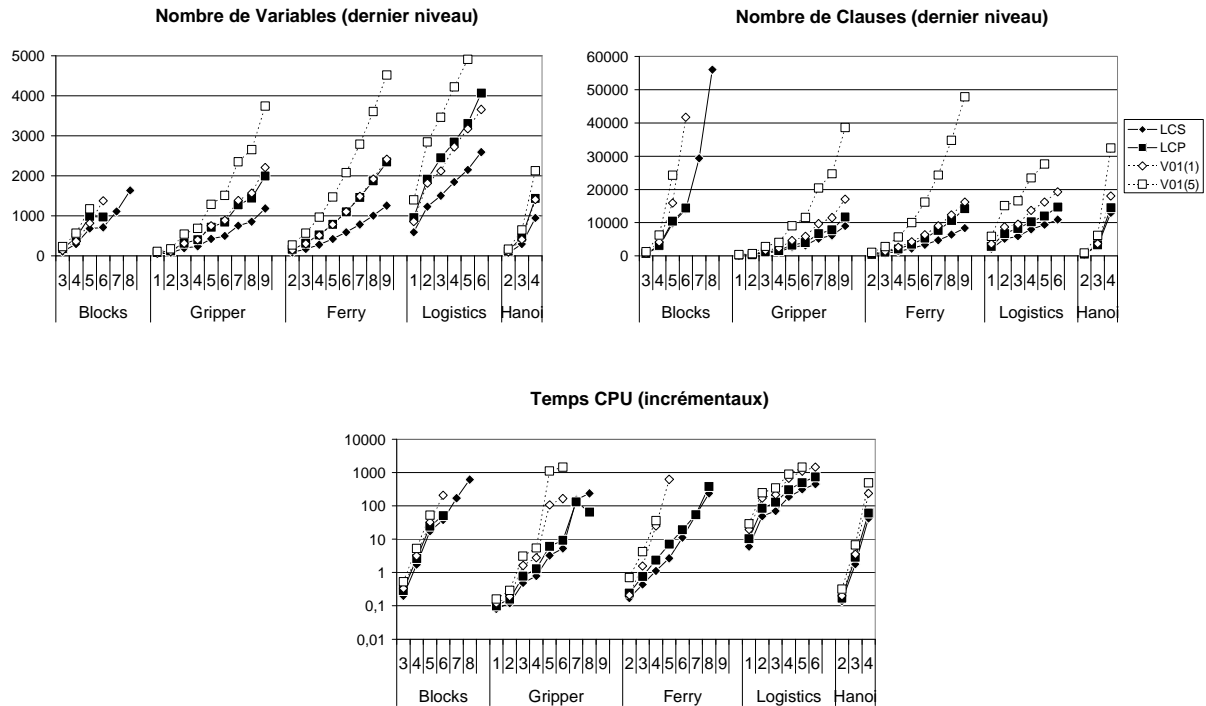 Nombre de Variables (dernier niveau)
5000
4000
3000
2000
1000
0
3 4 5 6 7 8 1 2 3 4 5 6 7 8 9 2 3 4 5 6 7 8 9 1 2 3 4 5 6 2 3 4
Blocks Gripper Ferry Logistics Hanoi
Nombre de Clauses (dernier niveau)
60000
50000
40000
30000
20000
10000
0
3 4 5 6 7 8 1 2 3 4 5 6 7 8 9 2 3 4 5 6 7 8 9 1 2 3 4 5 6 2 3 4
Blocks Gripper Ferry Logistics Hanoi
LCS
LCP
V01(1)
V01(5)
Temps CPU (incrémentaux)
10000
1000
100
10
1
0,1
0,01
3 4 5 6 7 8 1 2 3 4 5 6 7 8 9 2 3 4 5 6 7 8 9 1 2 3 4 5 6 2 3 4
Blocks Gripper Ferry Logistics Hanoi